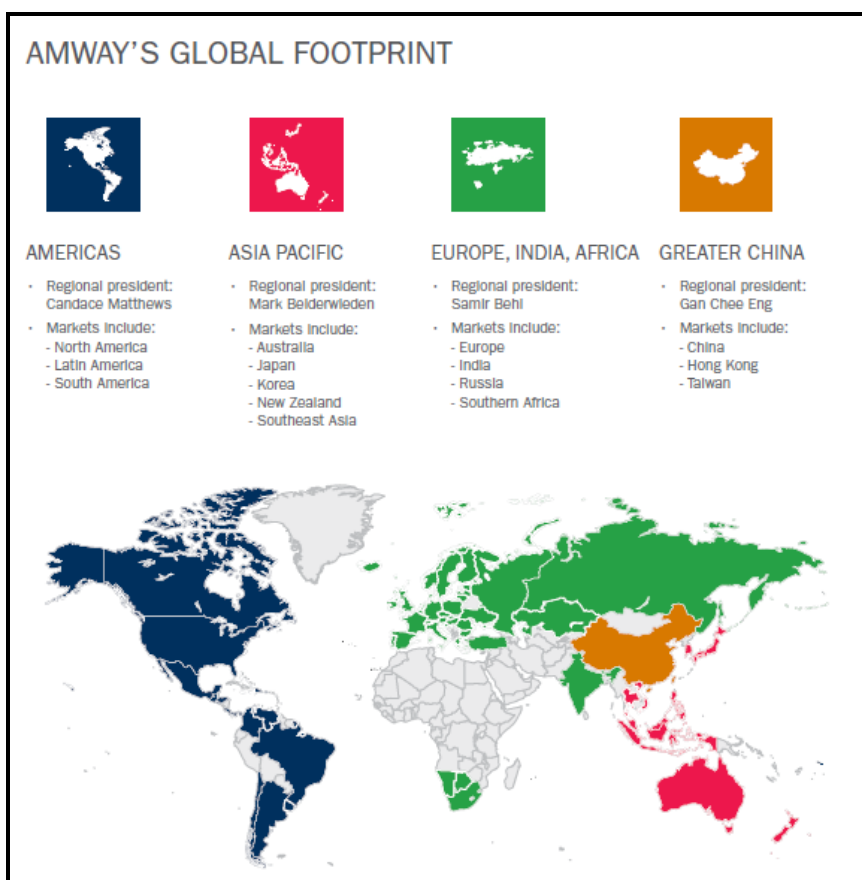 AMWAY'S GLOBAL FOOTPRINT
AMERICAS
• Regional president:
Candace Matthews
• Markets include:
- North America
- Latin America
- South America
ASIA PACIFIC
• Regional president:
Mark Beiderwieden
• Markets include:
- Australia
- Japan
- Korea
- New Zealand
- Southeast Asia
EUROPE, INDIA, AFRICA
• Regional president:
Samir Behl
• Markets include:
- Europe
- India
- Russia
- Southern Africa
GREATER CHINA
• Regional president:
Gan Chee Eng
• Markets include:
- China
- Hong Kong
- Taiwan